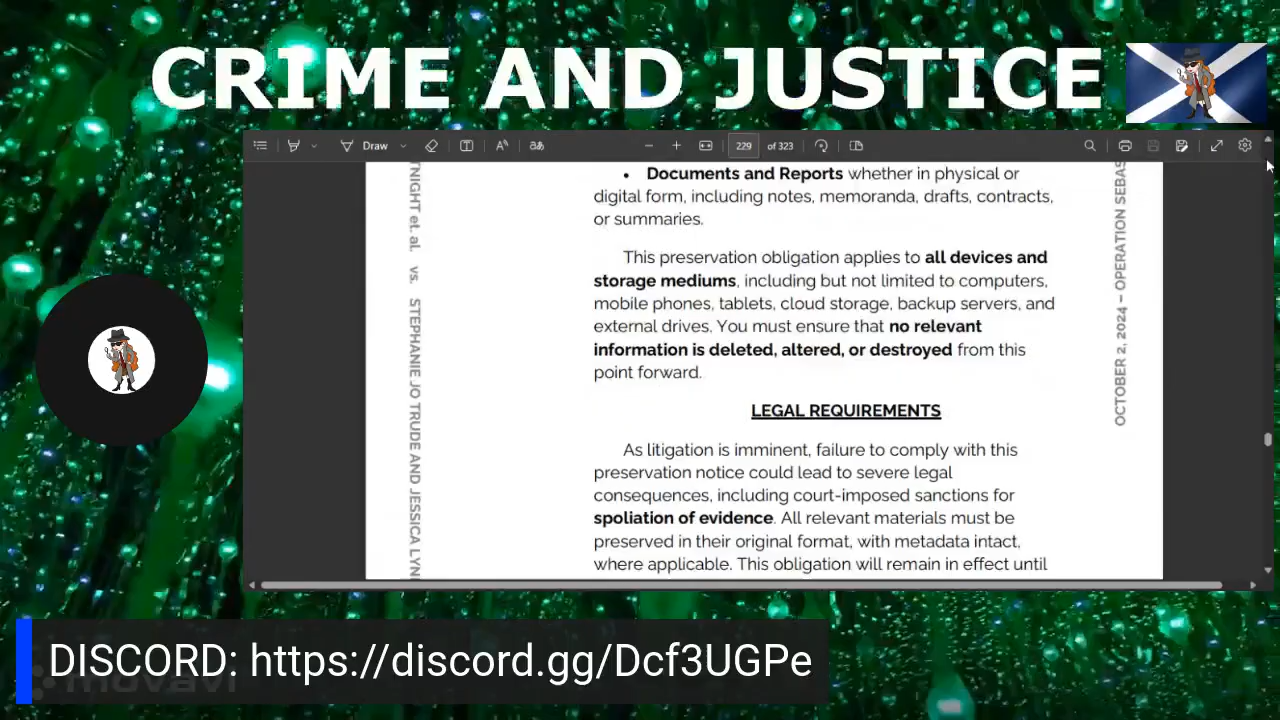 CRIME AND JUSTICE
Draw
aあ
229 of 323
• Documents and Reports whether in physical or
digital form, including notes, memoranda, drafts, contracts,
or summaries.
This preservation obligation applies to all devices and
storage mediums, including but not limited to computers,
mobile phones, tablets, cloud storage, backup servers, and
external drives. You must ensure that no relevant
information is deleted, altered, or destroyed from this
point forward.
LEGAL REQUIREMENTS
As litigation is imminent, failure to comply with this
preservation notice could lead to severe legal
consequences, including court-imposed sanctions for
spoliation of evidence. All relevant materials must be
preserved in their original format, with metadata intact,
where applicable. This obligation will remain in effect until
TNIGHT et. al. vs. STEPHANIE JO TRUDE AND JESSICA LYN
OCTOBER 2, 2024 – OPERATION SEBAS
DISCORD: https://discord.gg/Dcf3UGPe
movavi